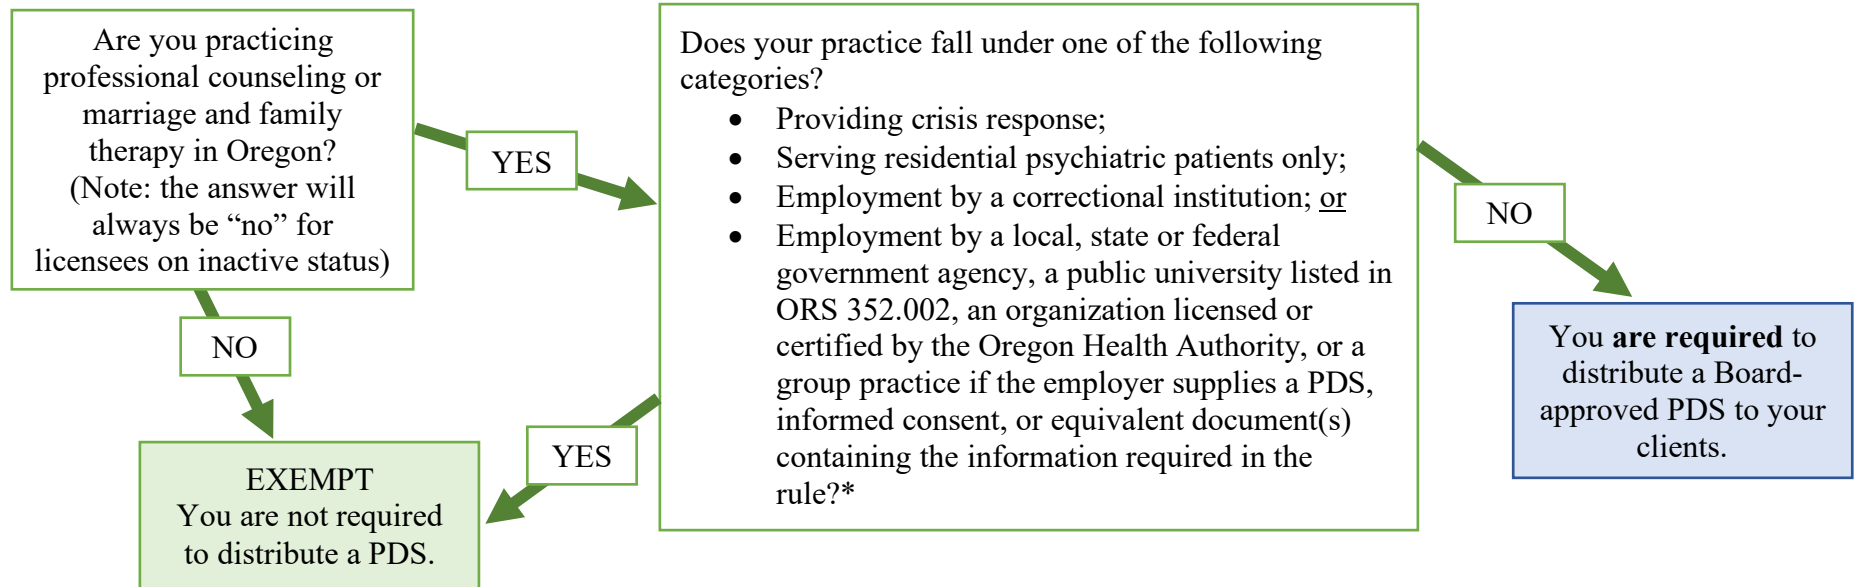 Are you practicing
professional counseling or
marriage and family
therapy in Oregon?
(Note: the answer will
always be “no” for
licensees on inactive status)
YES
NO
Does your practice fall under one of the following
categories?
• Providing crisis response;
• Serving residential psychiatric patients only;
• Employment by a correctional institution; or
• Employment by a local, state or federal
government agency, a public university listed in
ORS 352.002, an organization licensed or
certified by the Oregon Health Authority, or a
group practice if the employer supplies a PDS,
informed consent, or equivalent document(s)
containing the information required in the
rule?*
YES
NO
EXEMPT
You are not required
to distribute a PDS.
You are required to
distribute a Board-
approved PDS to your
clients.